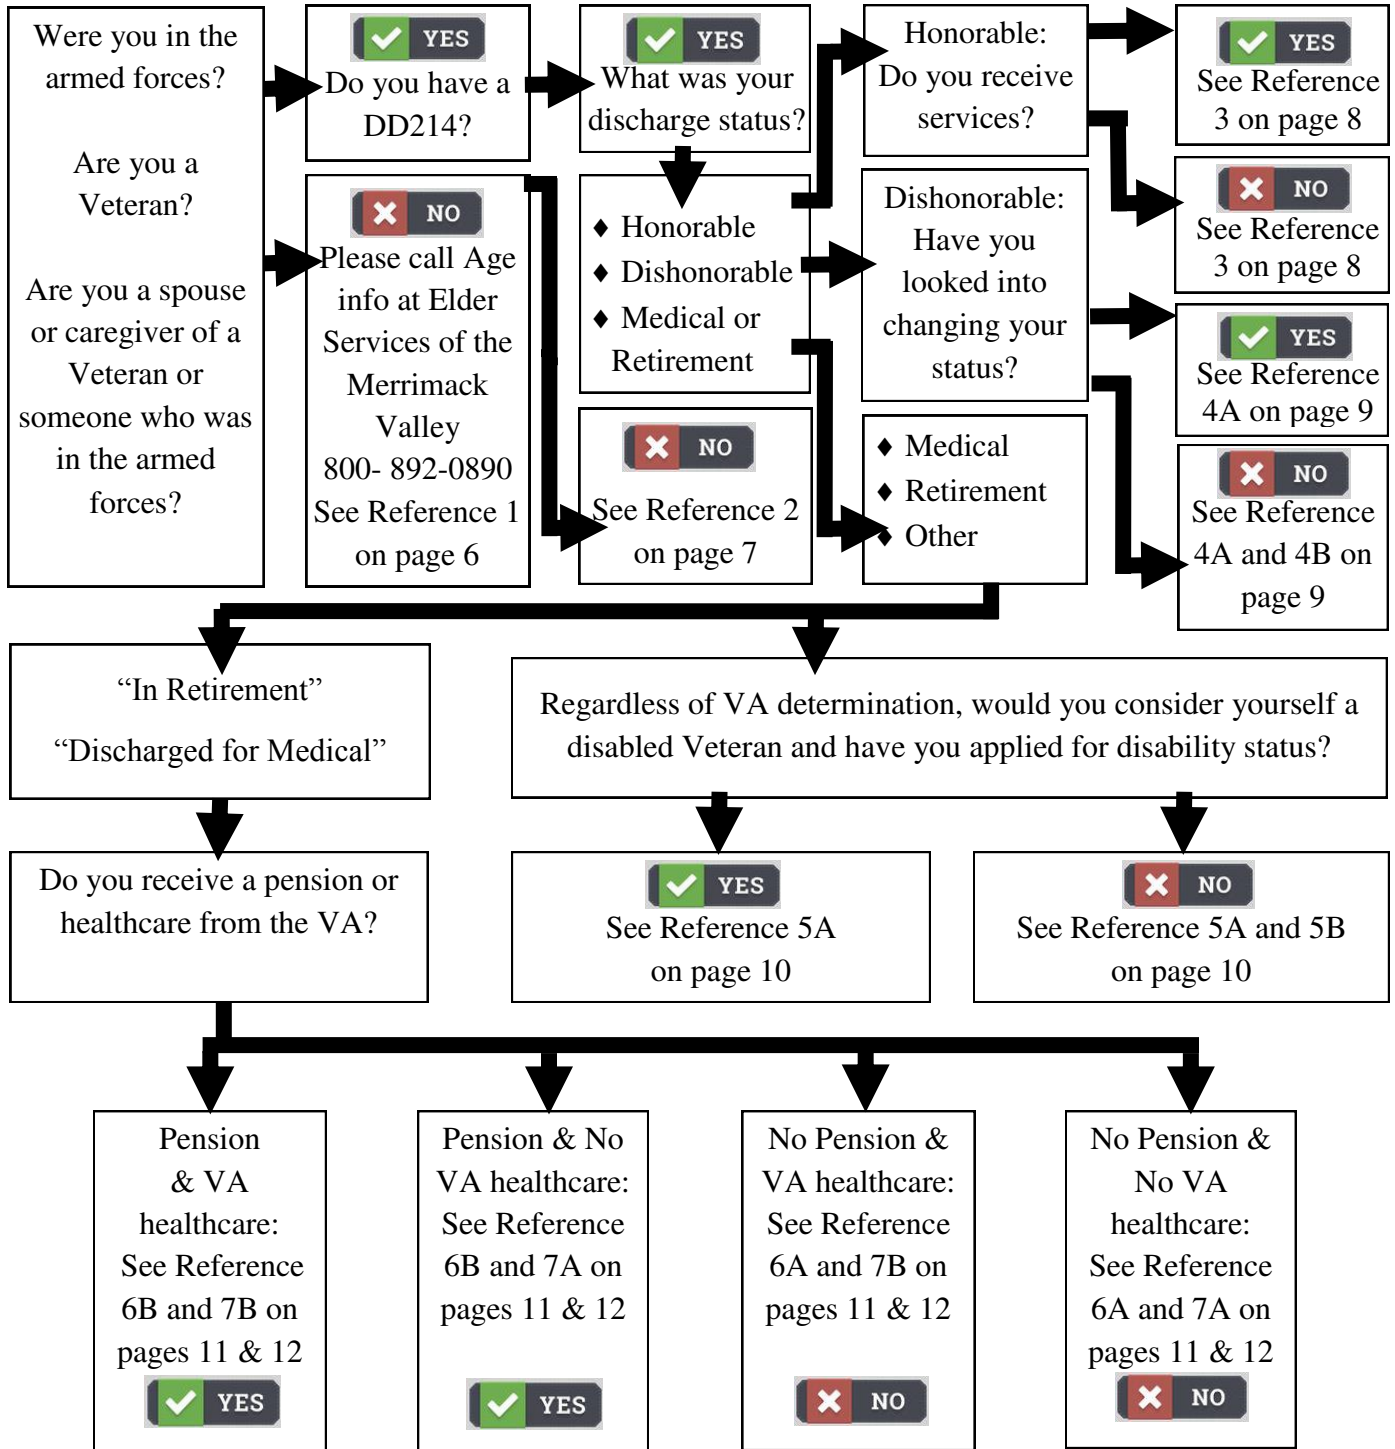 Were you in the
armed forces?
Are you a
Veteran?
Are you a spouse
or caregiver of a
Veteran or
someone who was
in the armed
forces?
YES
Do you have a
DD214?
NO
Please call Age
info at Elder
Services of the
Merrimack
Valley
800- 892-0890
See Reference 1
on page 6
YES
What was your
discharge status?
♦ Honorable
♦ Dishonorable
♦ Medical or
Retirement
NO
See Reference 2
on page 7
Honorable:
Do you receive
services?
Dishonorable:
Have you
looked into
changing your
status?
♦ Medical
♦ Retirement
♦ Other
YES
See Reference
3 on page 8
NO
See Reference
3 on page 8
YES
See Reference
4A on page 9
NO
See Reference
4A and 4B on
page 9
“In Retirement”
“Discharged for Medical”
Regardless of VA determination, would you consider yourself a
disabled Veteran and have you applied for disability status?
Do you receive a pension or
healthcare from the VA?
YES
See Reference 5A
on page 10
NO
See Reference 5A and 5B
on page 10
Pension
& VA
healthcare:
See Reference
6B and 7B on
pages 11 & 12
YES
Pension & No
VA healthcare:
See Reference
6B and 7A on
pages 11 & 12
YES
No Pension &
VA healthcare:
See Reference
6A and 7B on
pages 11 & 12
NO
No Pension &
No VA
healthcare:
See Reference
6A and 7A on
pages 11 & 12
NO